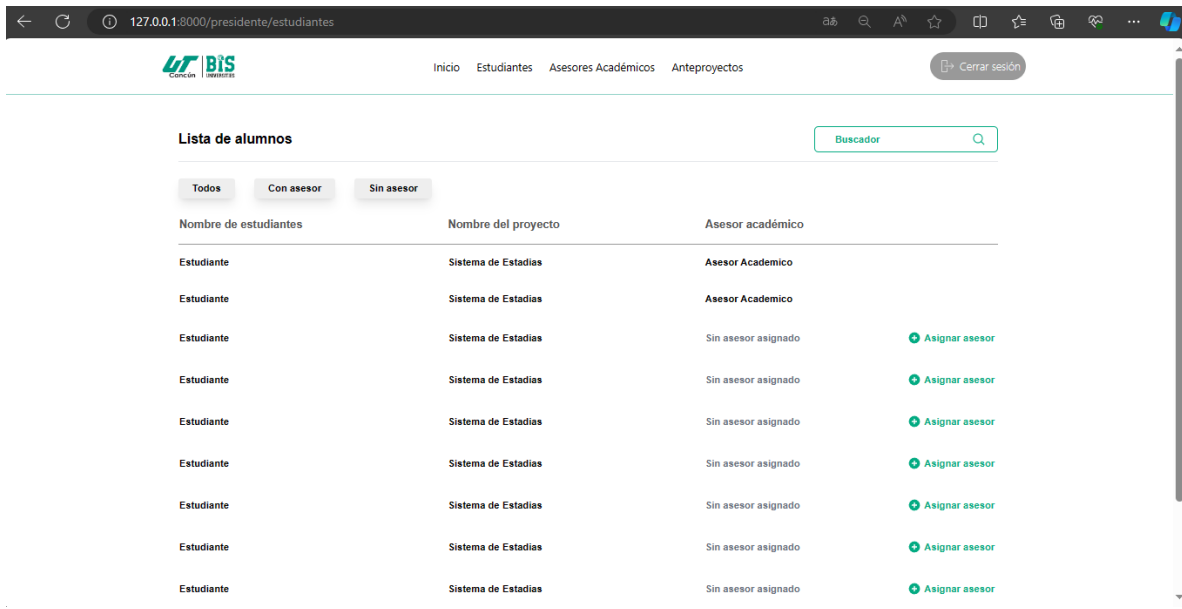 127.0.0.1:8000/presidente/estudiantes
UT BIS
Cancún UNIVERSITIES
Inicio Estudiantes Asesores Académicos Anteproyectos
Cerrar sesión
Lista de alumnos
Buscador
Todos Con asesor Sin asesor
Nombre de estudiantes Nombre del proyecto Asesor académico
Estudiante Sistema de Estadias Asesor Academico
Estudiante Sistema de Estadias Asesor Academico
Estudiante Sistema de Estadias Sin asesor asignado Asignar asesor
Estudiante Sistema de Estadias Sin asesor asignado Asignar asesor
Estudiante Sistema de Estadias Sin asesor asignado Asignar asesor
Estudiante Sistema de Estadias Sin asesor asignado Asignar asesor
Estudiante Sistema de Estadias Sin asesor asignado Asignar asesor
Estudiante Sistema de Estadias Sin asesor asignado Asignar asesor
Estudiante Sistema de Estadias Sin asesor asignado Asignar asesor